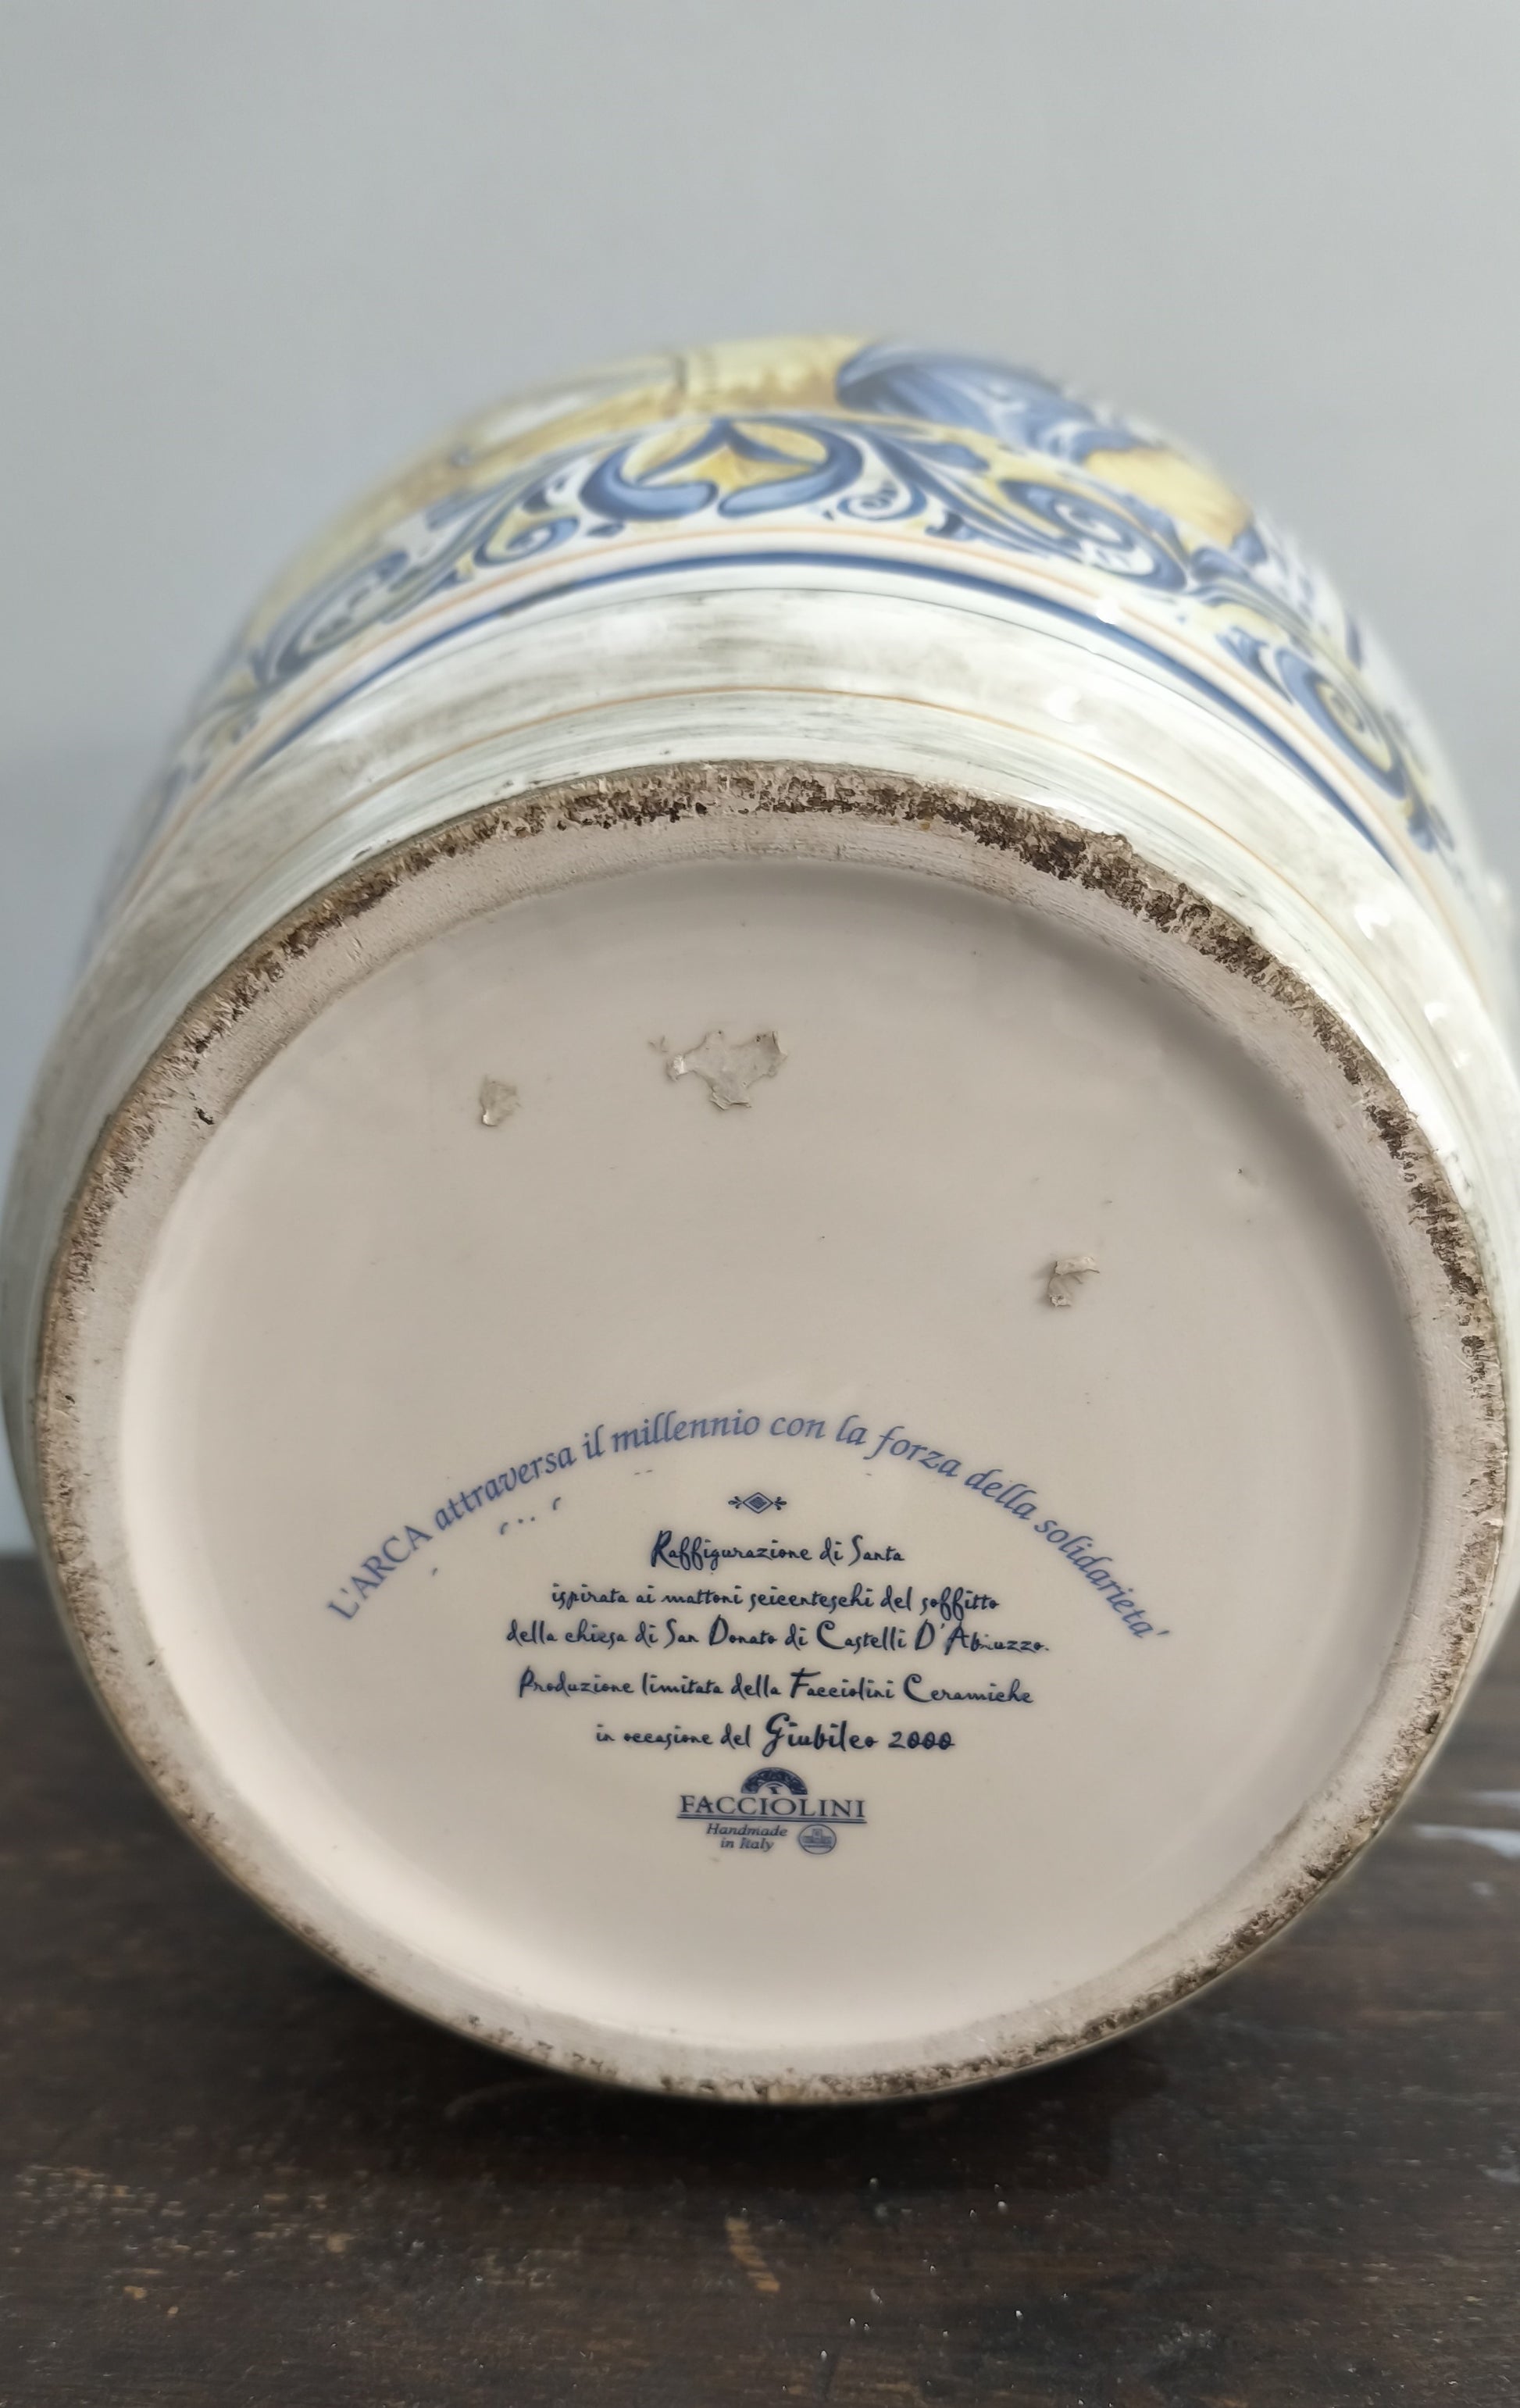 L'ARCA attraversa il millennio con la forza della solidarieta'
Raffigurazione di Santa
ispirata ai mattoni seicenteschi del soffitto
della chiesa di San Donato di Castelli D'Abruzzo.
Produzione limitata della Facciolini Ceramiche
in occasione del Giubileo 2000
FACCIOLINI
Handmade
in Italy